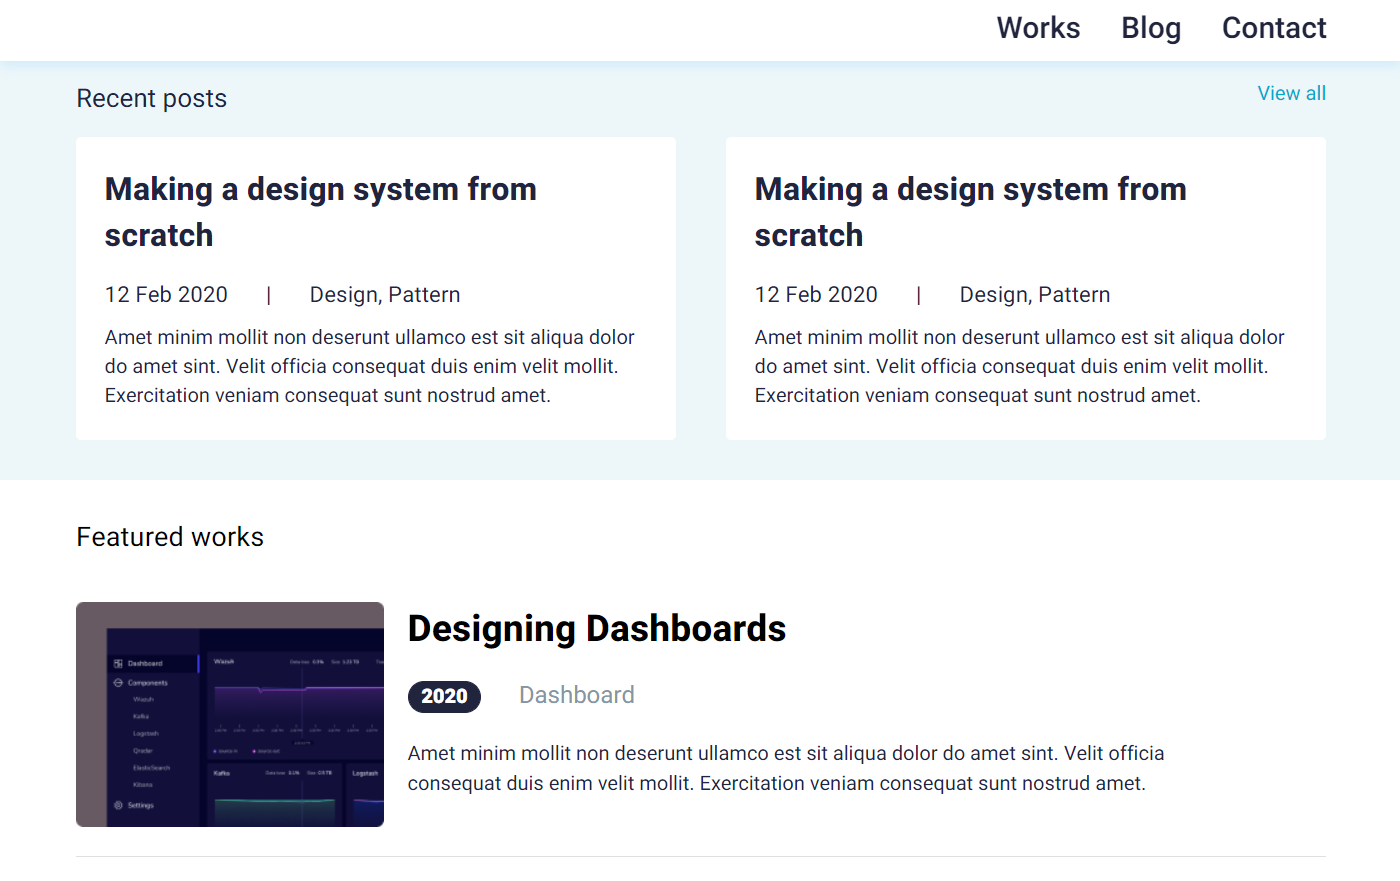 Works Blog Contact
Recent posts
View all
Making a design system from
scratch
12 Feb 2020 | Design, Pattern
Amet minim mollit non deserunt ullamco est sit aliqua dolor
do amet sint. Velit officia consequat duis enim velit mollit.
Exercitation veniam consequat sunt nostrud amet.
Making a design system from
scratch
12 Feb 2020 | Design, Pattern
Amet minim mollit non deserunt ullamco est sit aliqua dolor
do amet sint. Velit officia consequat duis enim velit mollit.
Exercitation veniam consequat sunt nostrud amet.
Featured works
Dashboard
Components
Wazuh
Kafka
Logstash
Qradar
ElasticSearch
Kibana
Settings
Wazuh
Kafka
Logstash
Designing Dashboards
2020 Dashboard
Amet minim mollit non deserunt ullamco est sit aliqua dolor do amet sint. Velit officia
consequat duis enim velit mollit. Exercitation veniam consequat sunt nostrud amet.